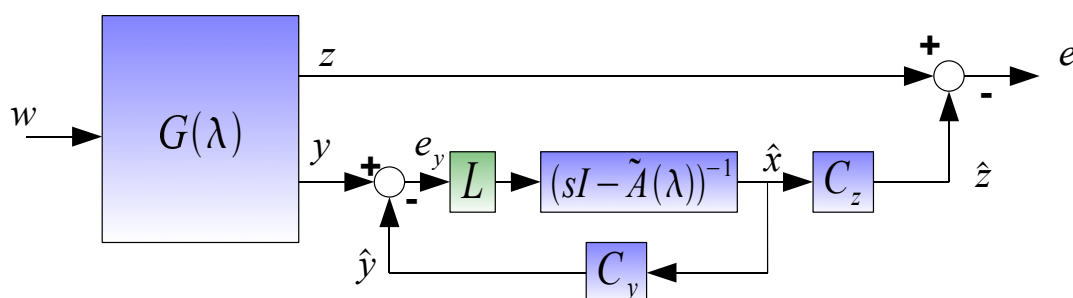 +
e
z
-
w
G(λ)
y
+
e_y
L
(sI−Ã(λ))⁻¹
x̂
C_z
ẑ
-
ŷ
C_y